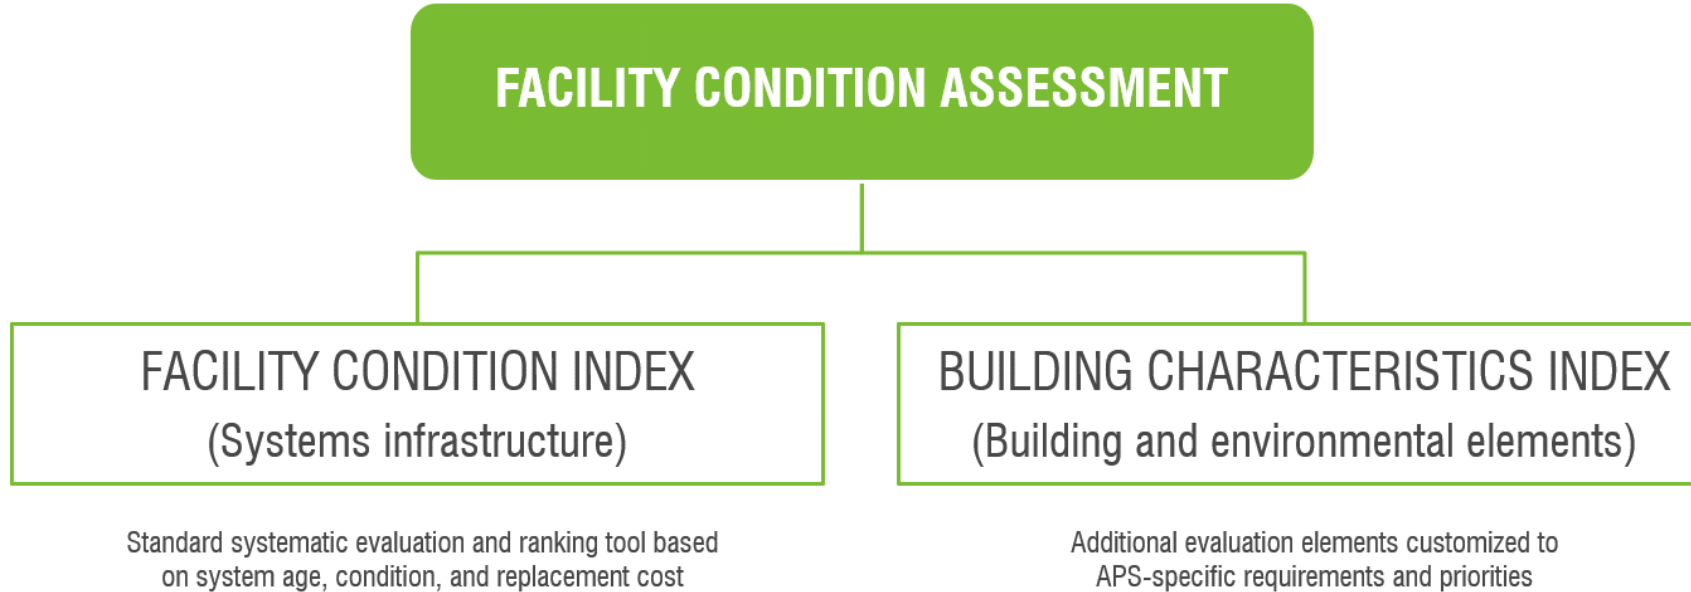 FACILITY CONDITION ASSESSMENT
FACILITY CONDITION INDEX
(Systems infrastructure)
Standard systematic evaluation and ranking tool based
on system age, condition, and replacement cost
BUILDING CHARACTERISTICS INDEX
(Building and environmental elements)
Additional evaluation elements customized to
APS-specific requirements and priorities